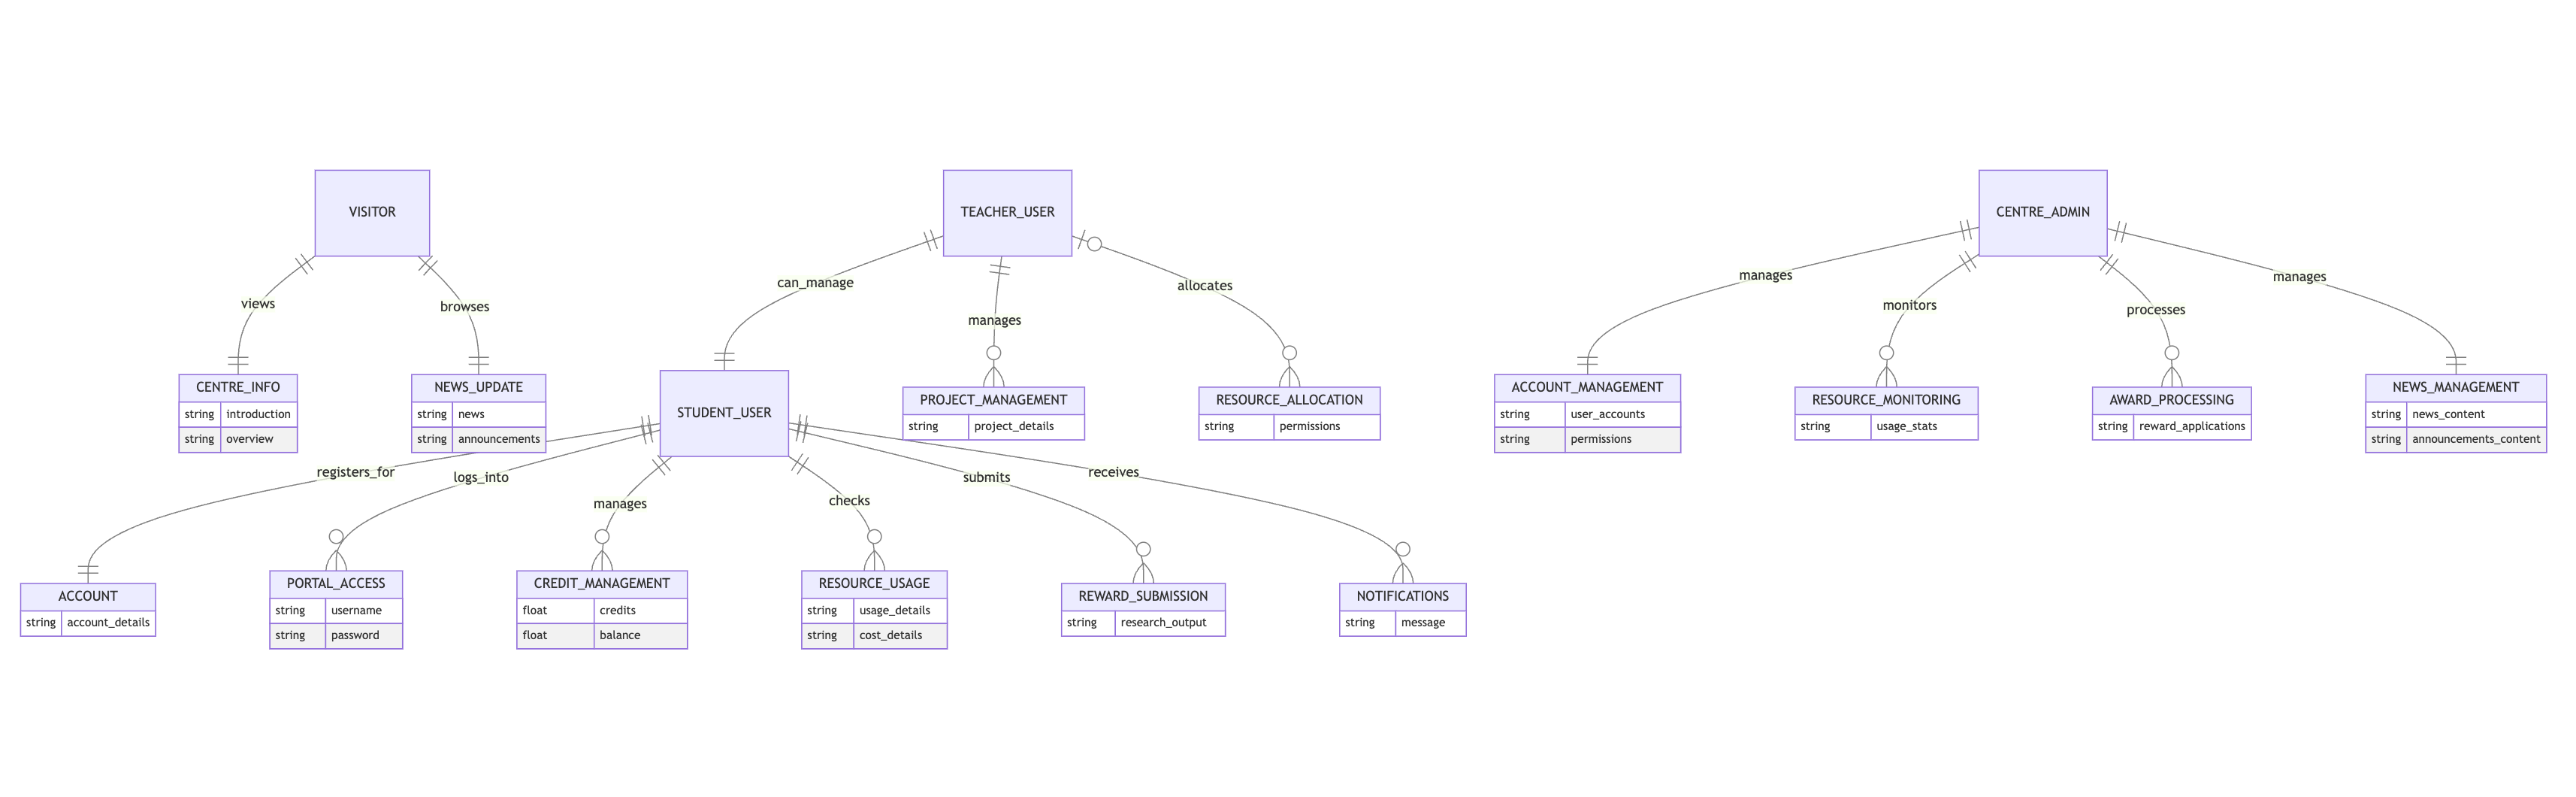 VISITOR
TEACHER_USER
CENTRE_ADMIN
views
browses
can_manage
manages
allocates
manages
monitors
processes
manages
CENTRE_INFO
string introduction
string overview
NEWS_UPDATE
string news
string announcements
STUDENT_USER
PROJECT_MANAGEMENT
string project_details
RESOURCE_ALLOCATION
string permissions
ACCOUNT_MANAGEMENT
string user_accounts
string permissions
RESOURCE_MONITORING
string usage_stats
AWARD_PROCESSING
string reward_applications
NEWS_MANAGEMENT
string news_content
string announcements_content
registers_for
logs_into
manages
checks
submits
receives
ACCOUNT
string account_details
PORTAL_ACCESS
string username
string password
CREDIT_MANAGEMENT
float credits
float balance
RESOURCE_USAGE
string usage_details
string cost_details
REWARD_SUBMISSION
string research_output
NOTIFICATIONS
string message